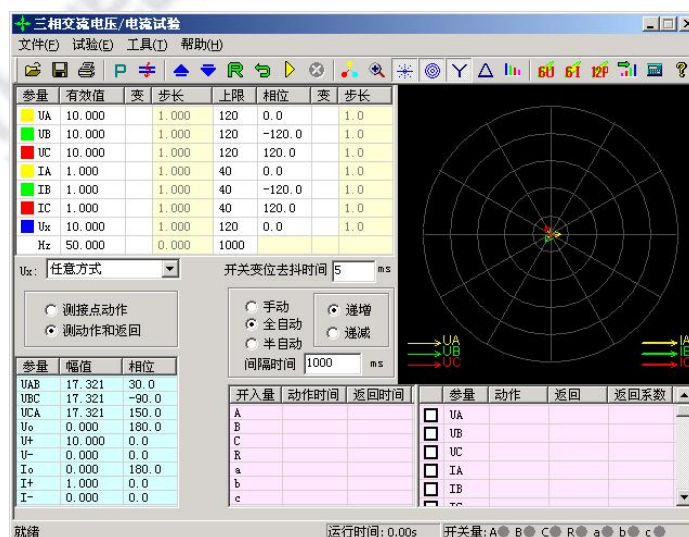 三相交流电压/电流试验
文件(F) 试验(E) 工具(T) 帮助(H)
P R 6U 6I 12P
参量 有效值 变 步长 上限 相位 变 步长
UA 10.000 1.000 120 0.0 1.0
UB 10.000 1.000 120 -120.0 1.0
UC 10.000 1.000 120 120.0 1.0
IA 1.000 1.000 40 0.0 1.0
IB 1.000 1.000 40 -120.0 1.0
IC 1.000 1.000 40 120.0 1.0
Ux 10.000 1.000 120 0.0 1.0
Hz 50.000 0.000 1000
Ux: 任意方式
开关变位去抖时间 5 ms
测接点动作
测动作和返回
手动
全自动
半自动
递增
递减
间隔时间 1000 ms
UA
UB
UC
IA
IB
IC
参量 幅值 相位
UAB 17.321 30.0
UBC 17.321 -90.0
UCA 17.321 150.0
Uo 0.000 180.0
U+ 10.000 0.0
U- 0.000 0.0
Io 0.000 180.0
I+ 1.000 0.0
I- 0.000 0.0
开入量 动作时间 返回时间
A
B
C
R
a
b
c
参量 动作 返回 返回系数
UA
UB
UC
IA
IB
IC
就绪
运行时间: 0.00s
开关量: A B C R a b c